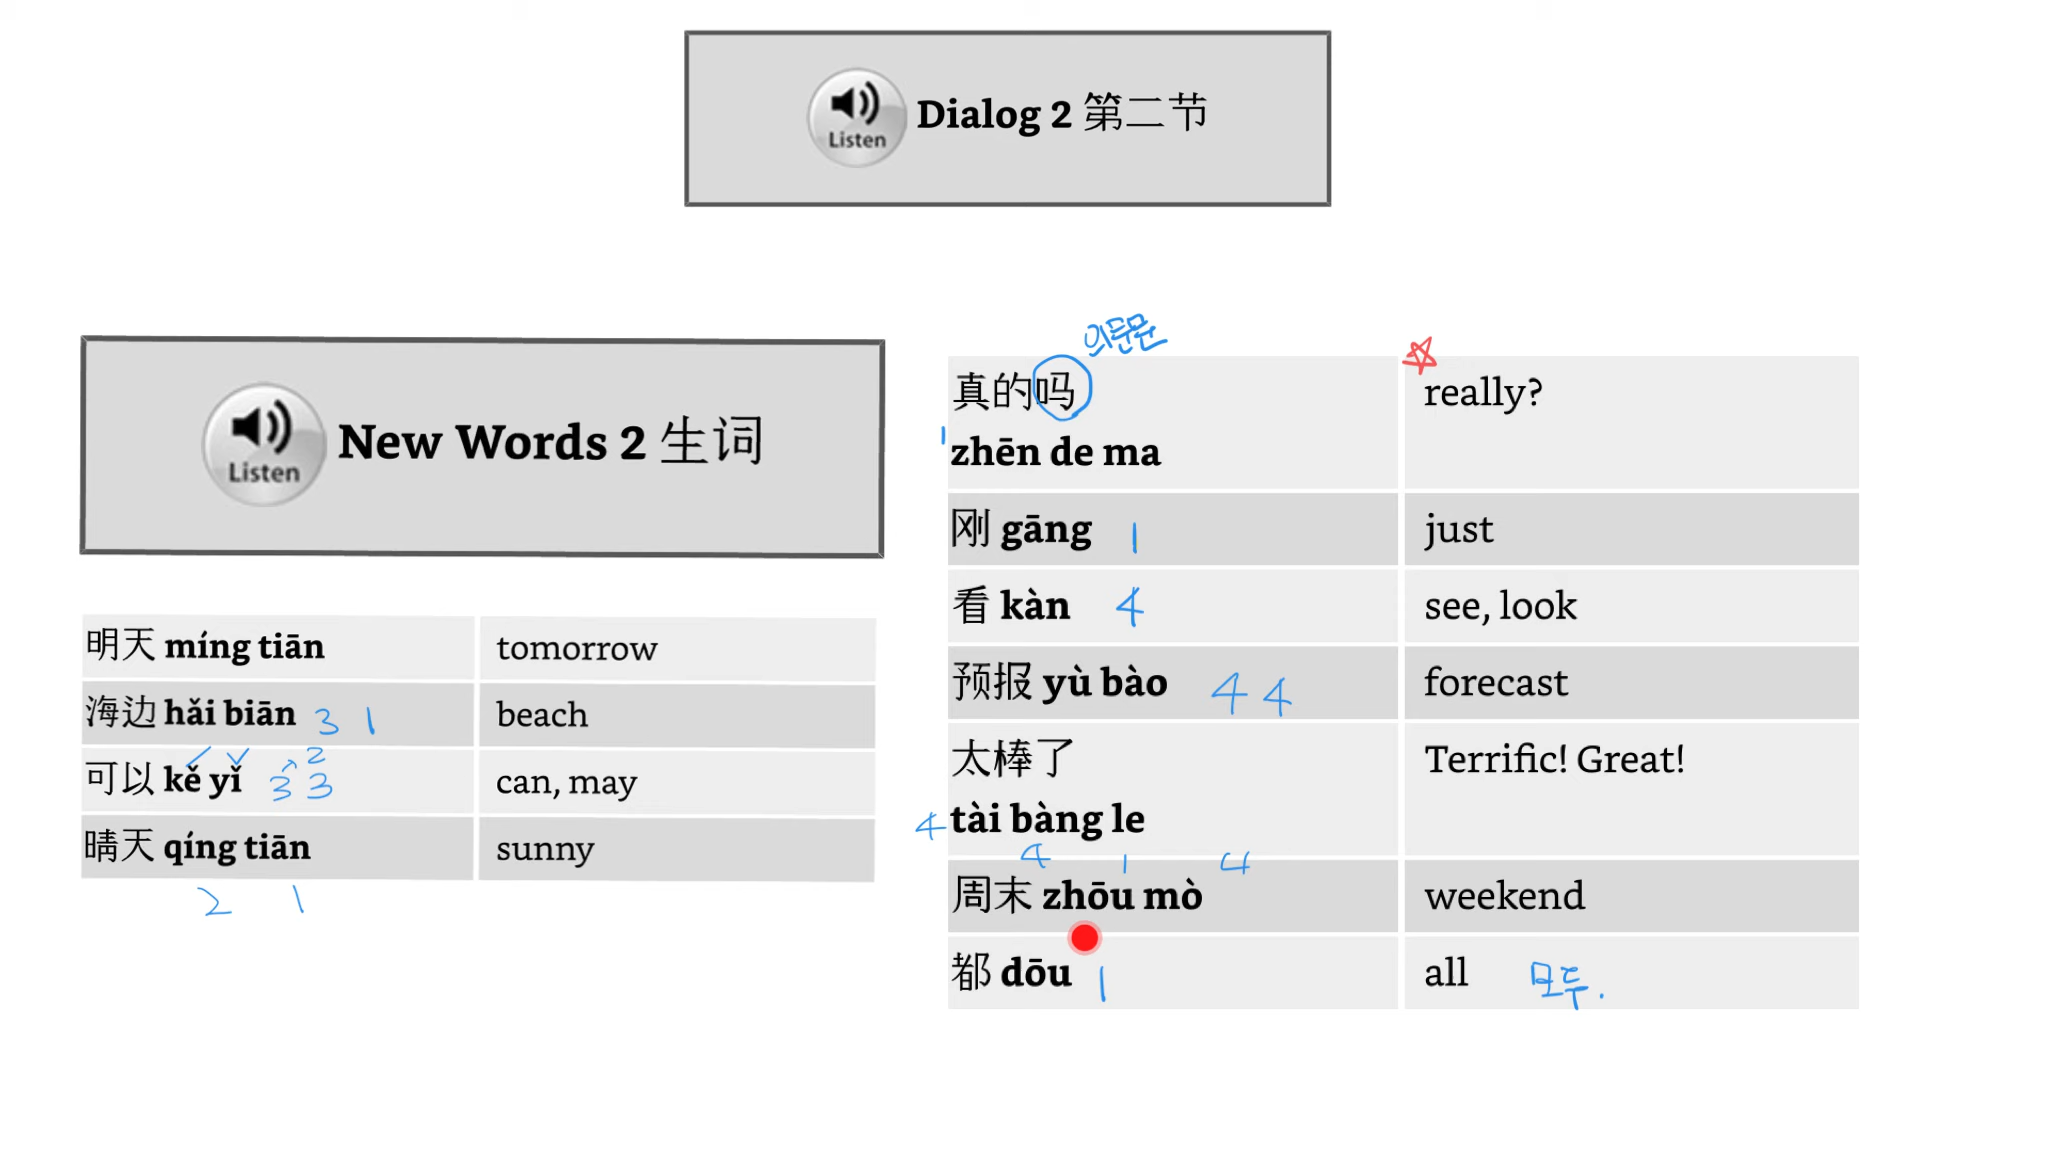 Listen
Dialog 2 第二节
Listen
New Words 2 生词
明天 míng tiān tomorrow
海边 hǎi biān 3 1 beach
2
可以 kě yǐ 3 3 can, may
晴天 qíng tiān sunny
2 1
의문문
真的吗 really?
1
zhēn de ma
刚 gāng 1 just
看 kàn 4 see, look
预报 yù bào 4 4 forecast
太棒了 Terrific! Great!
4 tài bàng le
4 1 4
周末 zhōu mò weekend
都 dōu 1 all 모두.